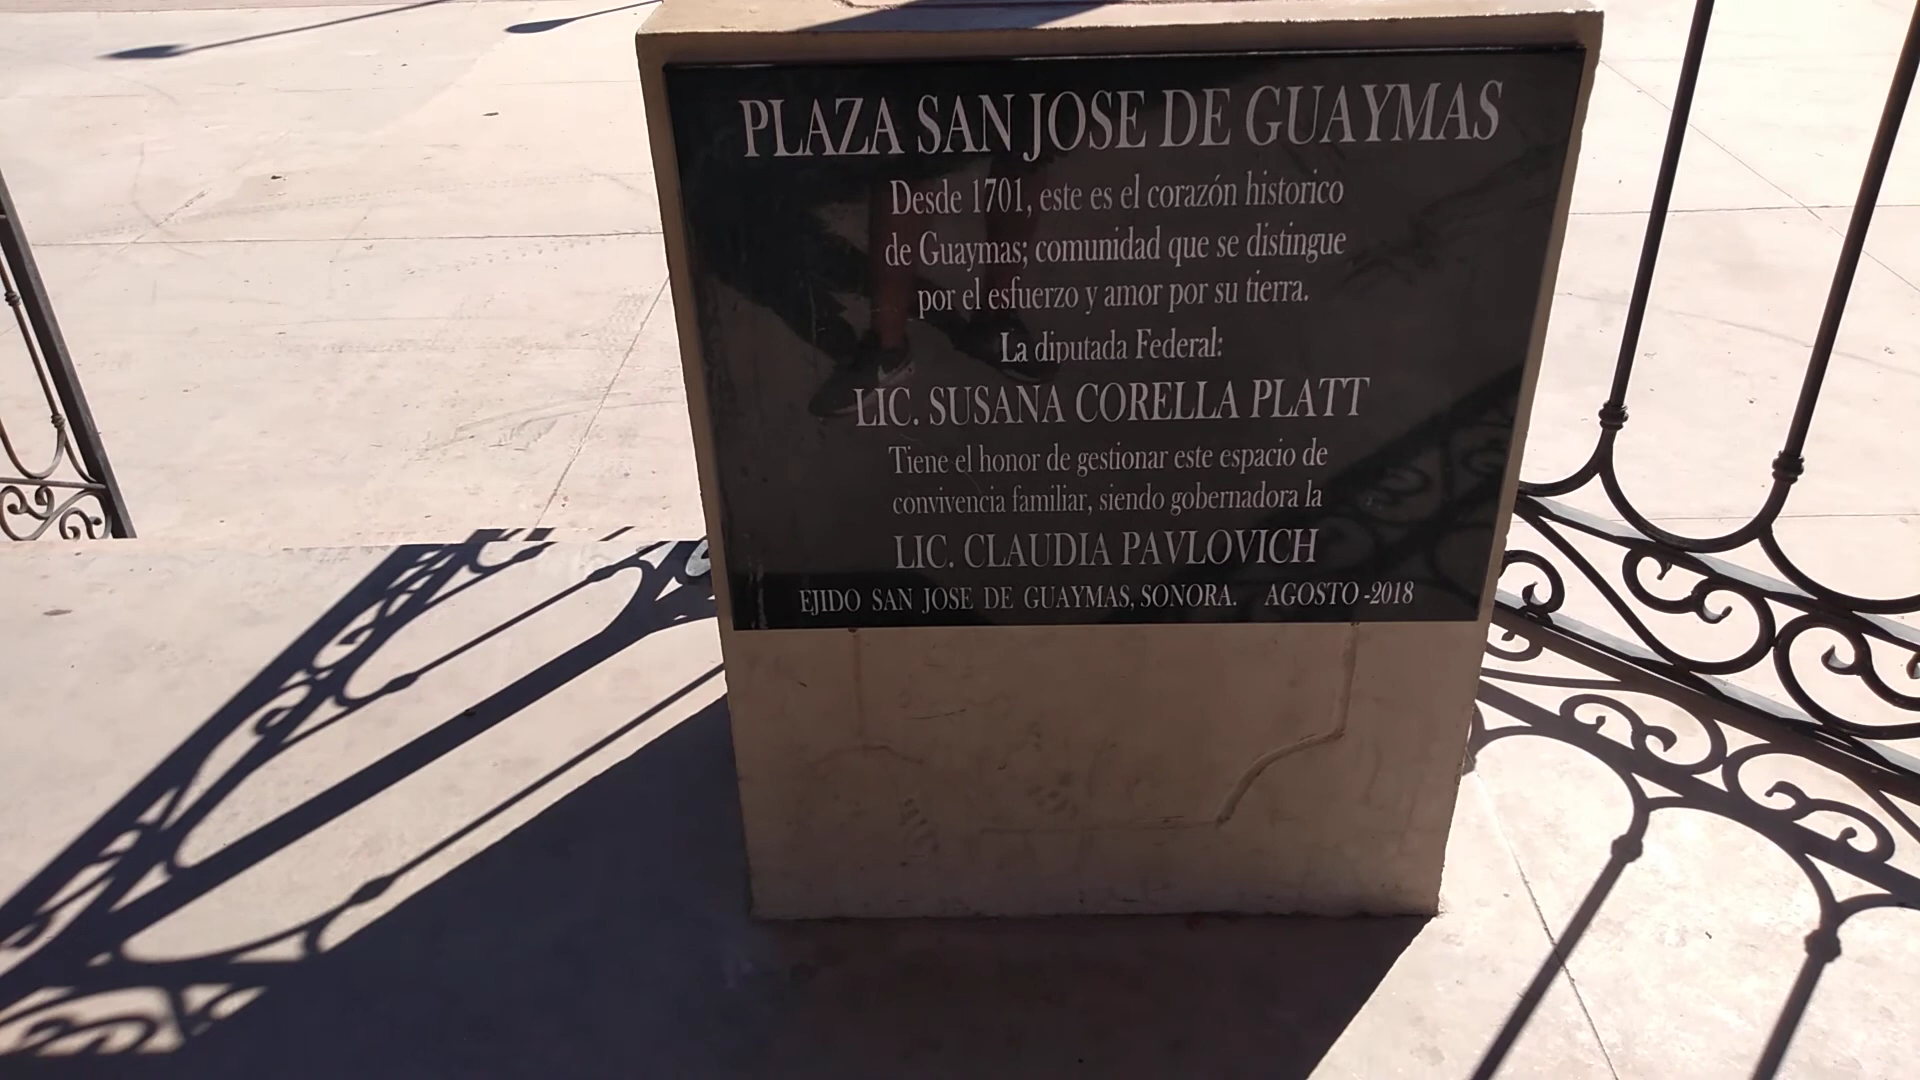 PLAZA SAN JOSE DE GUAYMAS
Desde 1701, este es el corazón historico
de Guaymas; comunidad que se distingue
por el esfuerzo y amor por su tierra.
La diputada Federal:
LIC. SUSANA CORELLA PLATT
Tiene el honor de gestionar este espacio de
convivencia familiar, siendo gobernadora la
LIC. CLAUDIA PAVLOVICH
EJIDO SAN JOSE DE GUAYMAS, SONORA. AGOSTO -2018